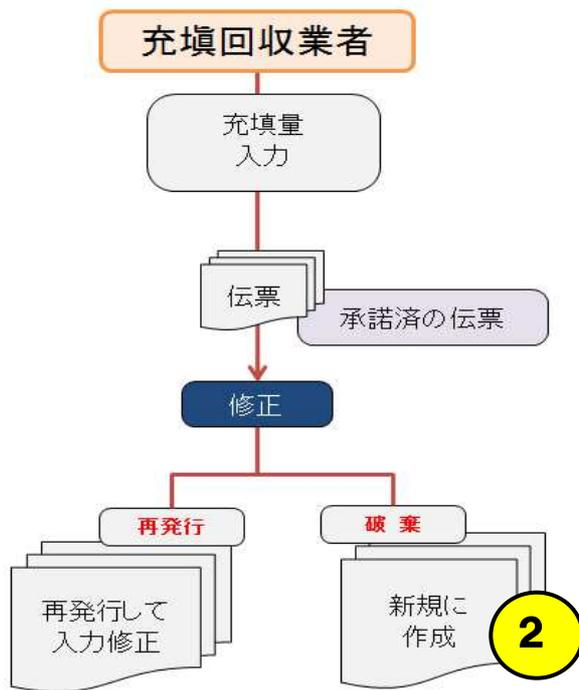 充塡回収業者
充填量
入力
伝票
承諾済の伝票
修正
再発行
破棄
再発行して
入力修正
新規に
作成
2